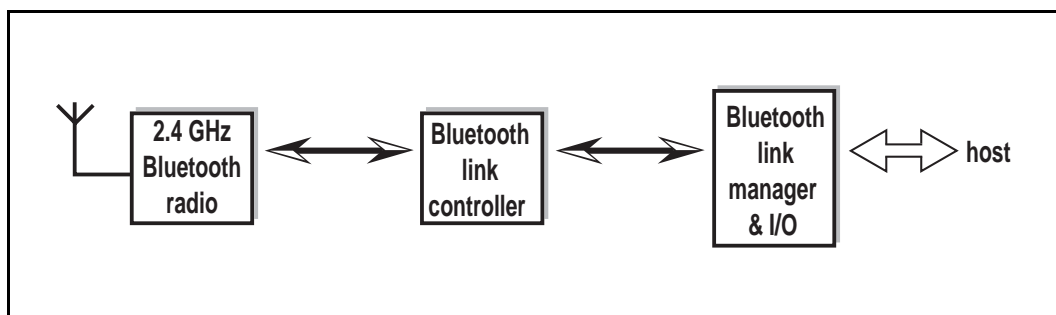 2.4 GHz
Bluetooth
radio
Bluetooth
link
controller
Bluetooth
link
manager
& I/O
host